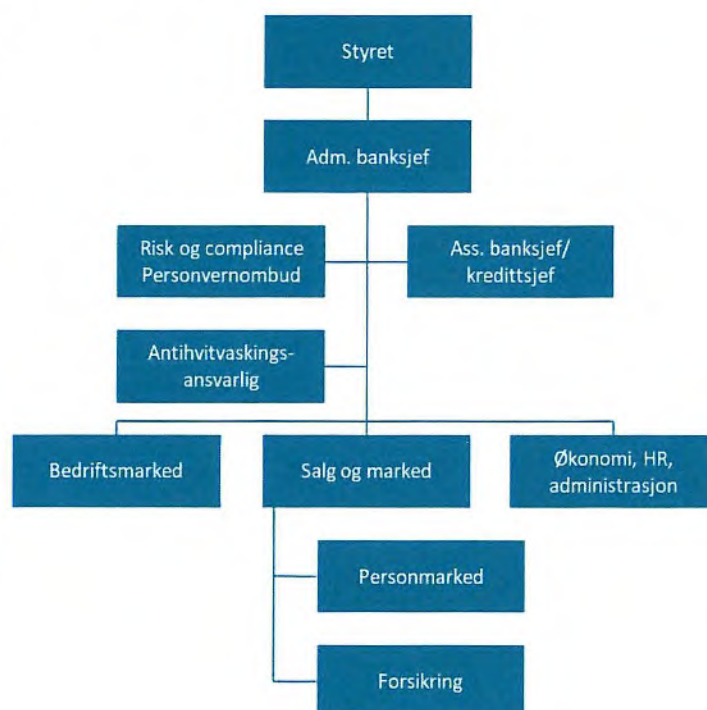 Styret
Adm. banksjef
Risk og compliance
Personvernombud
Ass. banksjef/
kredittsjef
Antihvitvaskings-
ansvarlig
Bedriftsmarked
Salg og marked
Økonomi, HR,
administrasjon
Personmarked
Forsikring